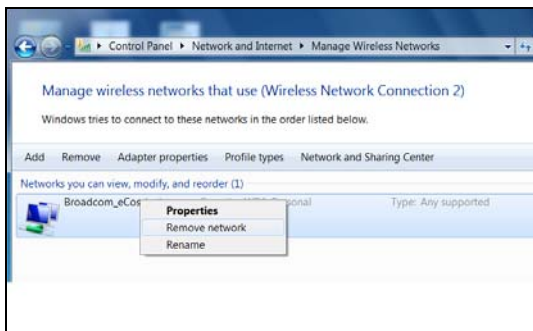 Control Panel ▸ Network and Internet ▸ Manage Wireless Networks
Manage wireless networks that use (Wireless Network Connection 2)
Windows tries to connect to these networks in the order listed below.
Add Remove Adapter properties Profile types Network and Sharing Center
Networks you can view, modify, and reorder (1)
Type: Any supported
Properties
Remove network
Rename